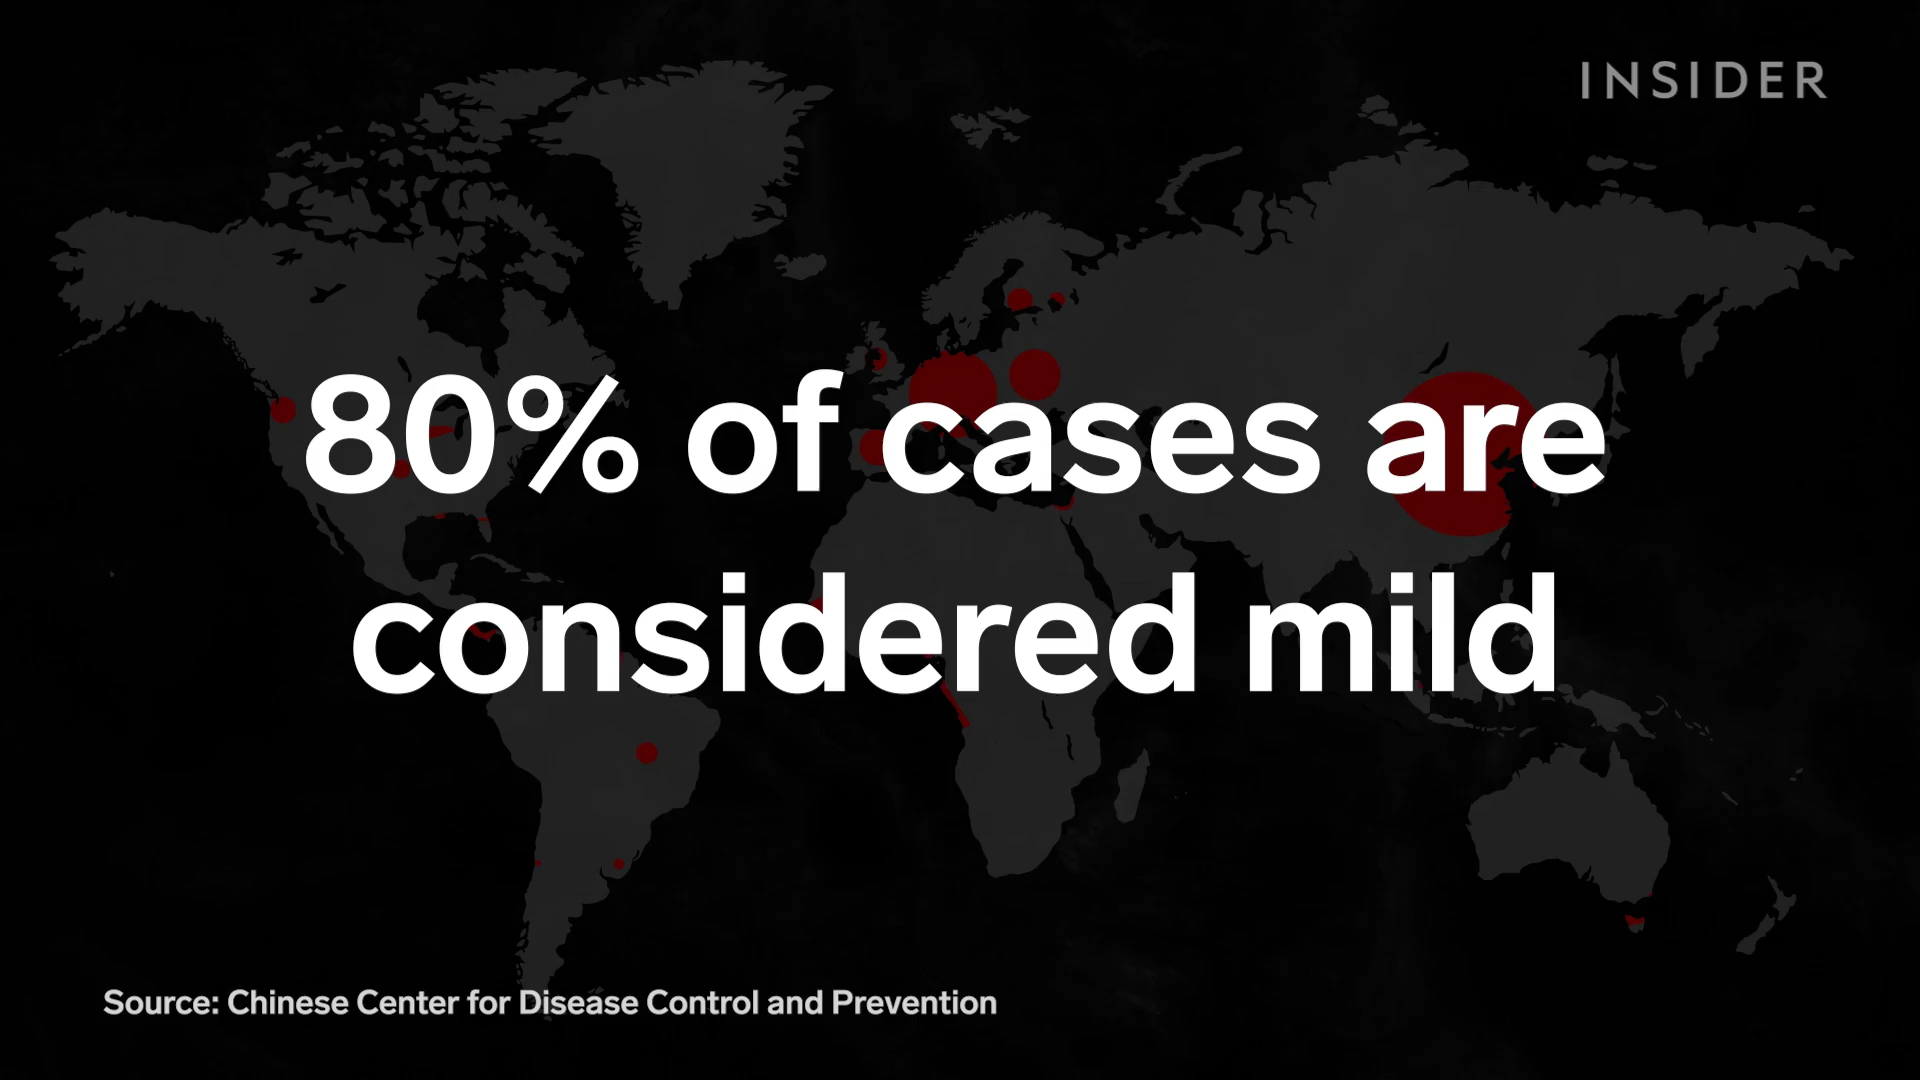 INSIDER
80% of cases are
considered mild
Source: Chinese Center for Disease Control and Prevention